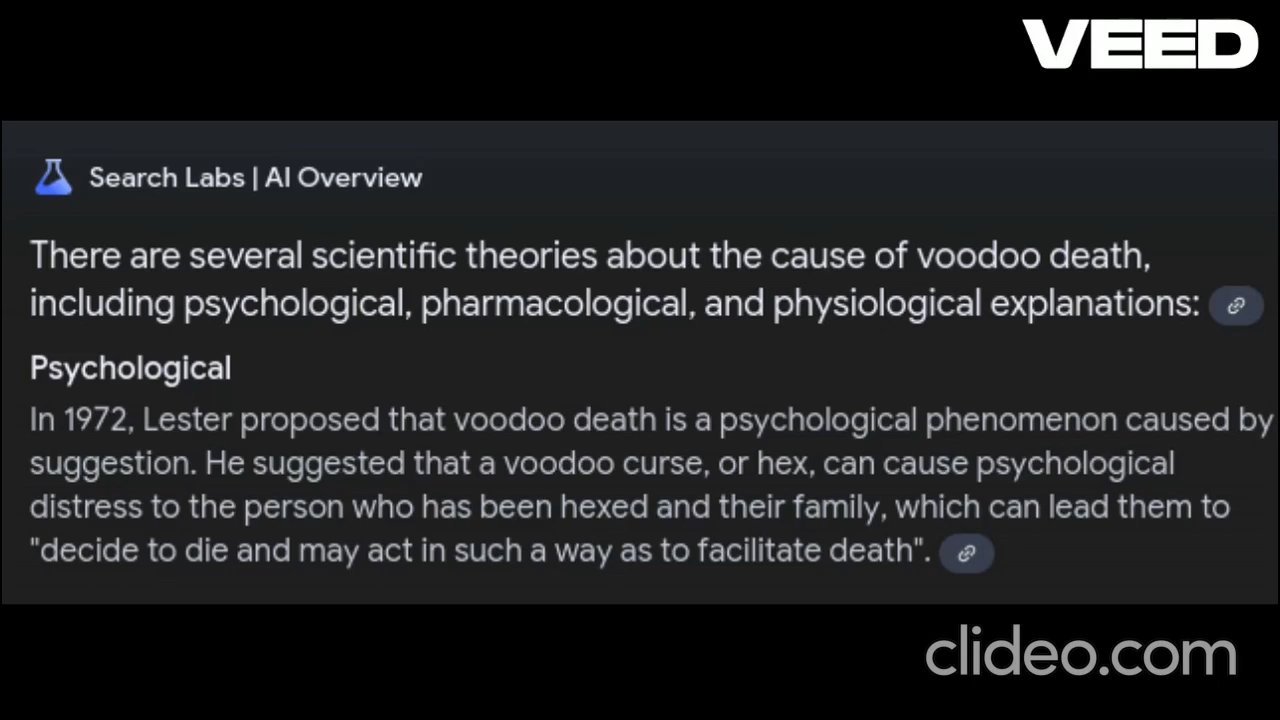 VEED
Search Labs | AI Overview
There are several scientific theories about the cause of voodoo death,
including psychological, pharmacological, and physiological explanations:
Psychological
In 1972, Lester proposed that voodoo death is a psychological phenomenon caused by
suggestion. He suggested that a voodoo curse, or hex, can cause psychological
distress to the person who has been hexed and their family, which can lead them to
"decide to die and may act in such a way as to facilitate death".
clideo.com